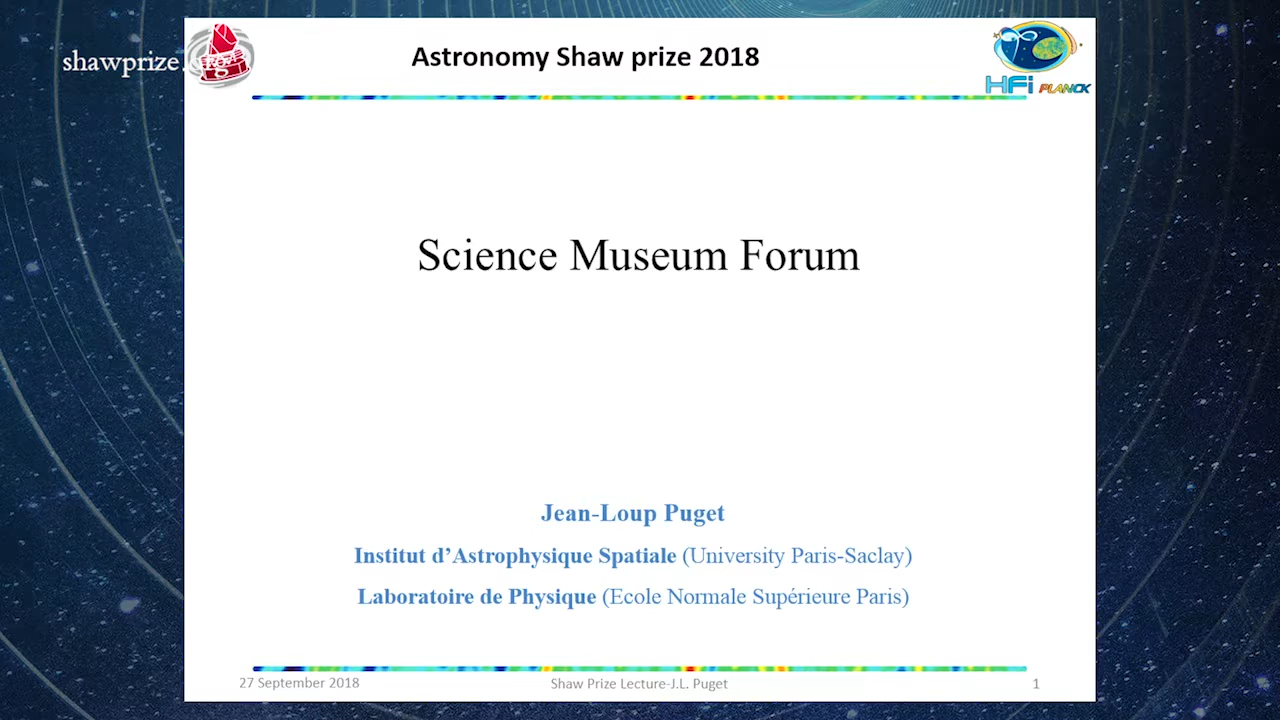 shawprize.org
Astronomy Shaw prize 2018
HFi PLANCK
Science Museum Forum
Jean-Loup Puget
Institut d’Astrophysique Spatiale (University Paris-Saclay)
Laboratoire de Physique (Ecole Normale Supérieure Paris)
27 September 2018
Shaw Prize Lecture-J.L. Puget
1